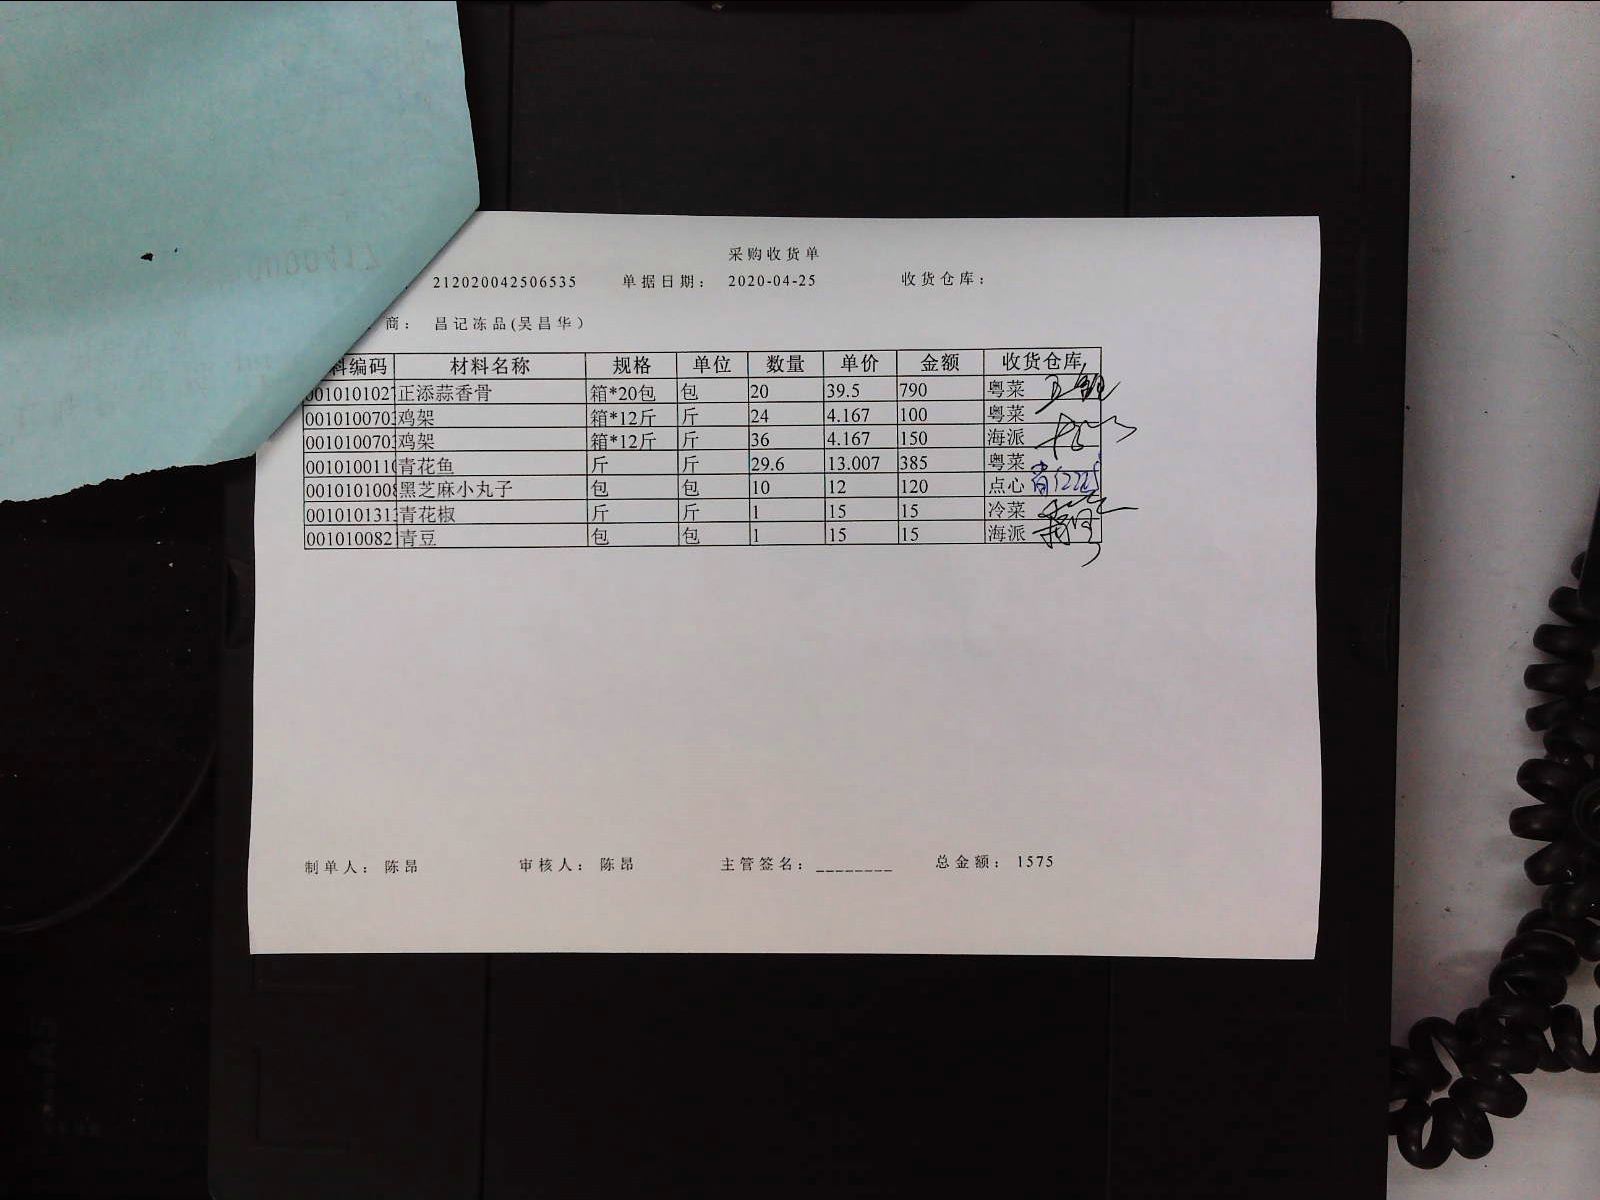 采购收货单
212020042506535 单据日期： 2020-04-25 收货仓库：
商： 昌记冻品(吴昌华）
料编码 材料名称 规格 单位 数量 单价 金额 收货仓库
001010102 正添蒜香骨 箱*20包 包 20 39.5 790 粤菜
001010070 鸡架 箱*12斤 斤 24 4.167 100 粤菜
001010070 鸡架 箱*12斤 斤 36 4.167 150 海派
001010011 青花鱼 斤 斤 29.6 13.007 385 粤菜
001010100 黑芝麻小丸子 包 包 10 12 120 点心
001010131 青花椒 斤 斤 1 15 15 冷菜
001010082 青豆 包 包 1 15 15 海派
制单人： 陈昂 审核人： 陈昂 主管签名：________ 总金额： 1575